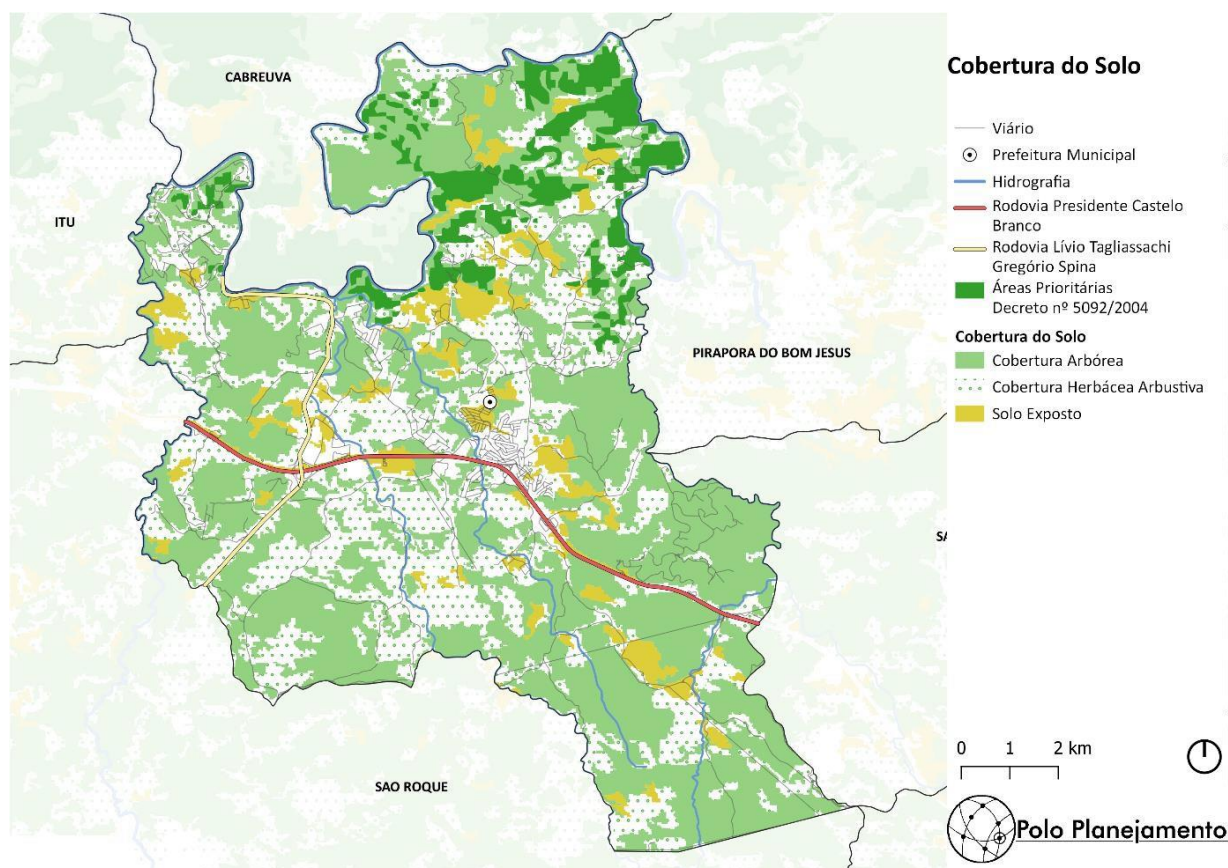 CABREUVA
ITU
PIRAPORA DO BOM JESUS
SA
SAO ROQUE
Cobertura do Solo
Viário
Prefeitura Municipal
Hidrografia
Rodovia Presidente Castelo
Branco
Rodovia Lívio Tagliassachi
Gregório Spina
Áreas Prioritárias
Decreto nº 5092/2004
Cobertura do Solo
Cobertura Arbórea
Cobertura Herbácea Arbustiva
Solo Exposto
0 1 2 km
Polo Planejamento